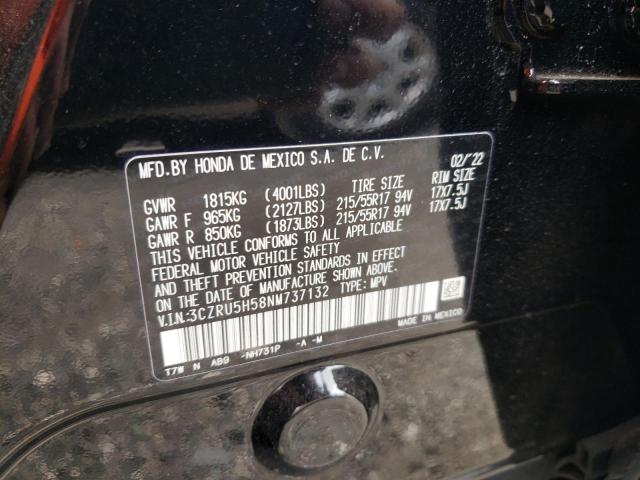 MFD.BY HONDA DE MEXICO S.A. DE C.V. 02/'22
TIRE SIZE RIM SIZE
GVWR 1815KG (4001LBS)
GAWR F 965KG (2127LBS) 215/55R17 94V 17X7.5J
GAWR R 850KG (1873LBS) 215/55R17 94V 17X7.5J
THIS VEHICLE CONFORMS TO ALL APPLICABLE
FEDERAL MOTOR VEHICLE SAFETY
AND THEFT PREVENTION STANDARDS IN EFFECT
ON THE DATE OF MANUFACTURE SHOWN ABOVE.
V.I.N:3CZRU5H58NM737132 TYPE: MPV
T7W N AB9 -NH731P -A -M MADE IN MEXICO